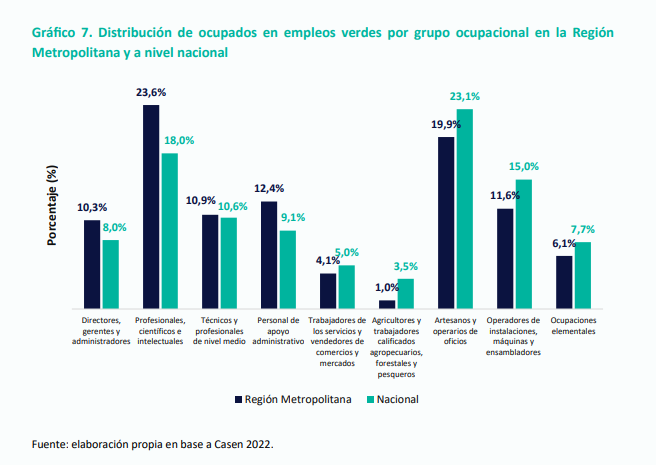 Gráfico 7. Distribución de ocupados en empleos verdes por grupo ocupacional en la Región
Metropolitana y a nivel nacional
Porcentaje (%)
10,3%
8,0%
23,6%
18,0%
10,9%
10,6%
12,4%
9,1%
4,1%
5,0%
1,0%
3,5%
19,9%
23,1%
11,6%
15,0%
6,1%
7,7%
Directores,
gerentes y
administradores
Profesionales,
científicos e
intelectuales
Técnicos y
profesionales
de nivel medio
Personal de
apoyo
administrativo
Trabajadores de
los servicios y
vendedores de
comercios y
mercados
Agricultores y
trabajadores
calificados
agropecuarios,
forestales y
pesqueros
Artesanos y
operarios de
oficios
Operadores de
instalaciones,
máquinas y
ensambladores
Ocupaciones
elementales
Región Metropolitana
Nacional
Fuente: elaboración propia en base a Casen 2022.